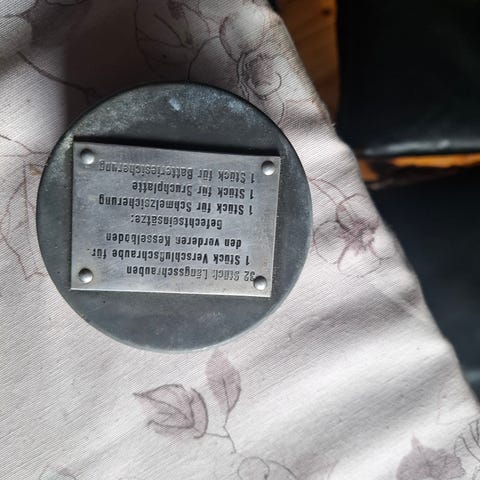 32 Stück Längsschrauben
1 Stück Verschlußschraube für
den vorderen Kesselboden
Gefechtseinsätze:
1 Stück für Schmelzsicherung
1 Stück für Druchplatte
1 Stück für Batteriesicherung